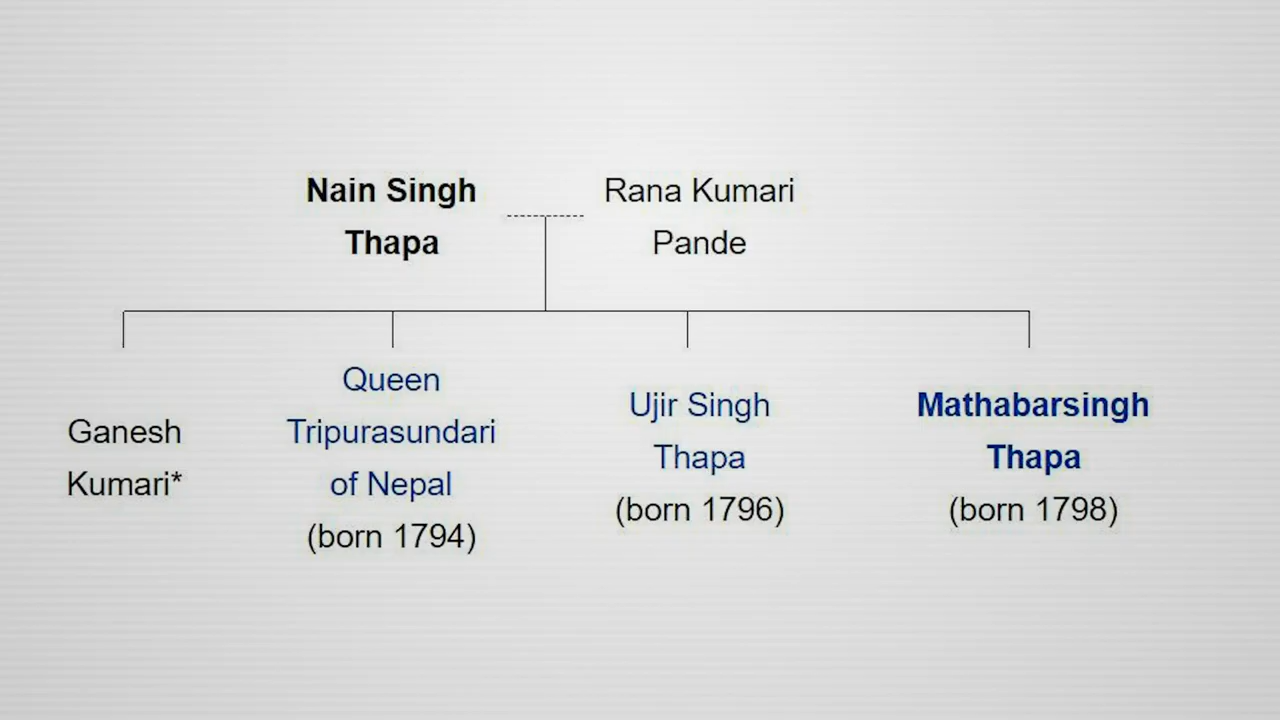 Nain Singh
Thapa
Rana Kumari
Pande
Ganesh
Kumari*
Queen
Tripurasundari
of Nepal
(born 1794)
Ujir Singh
Thapa
(born 1796)
Mathabarsingh
Thapa
(born 1798)